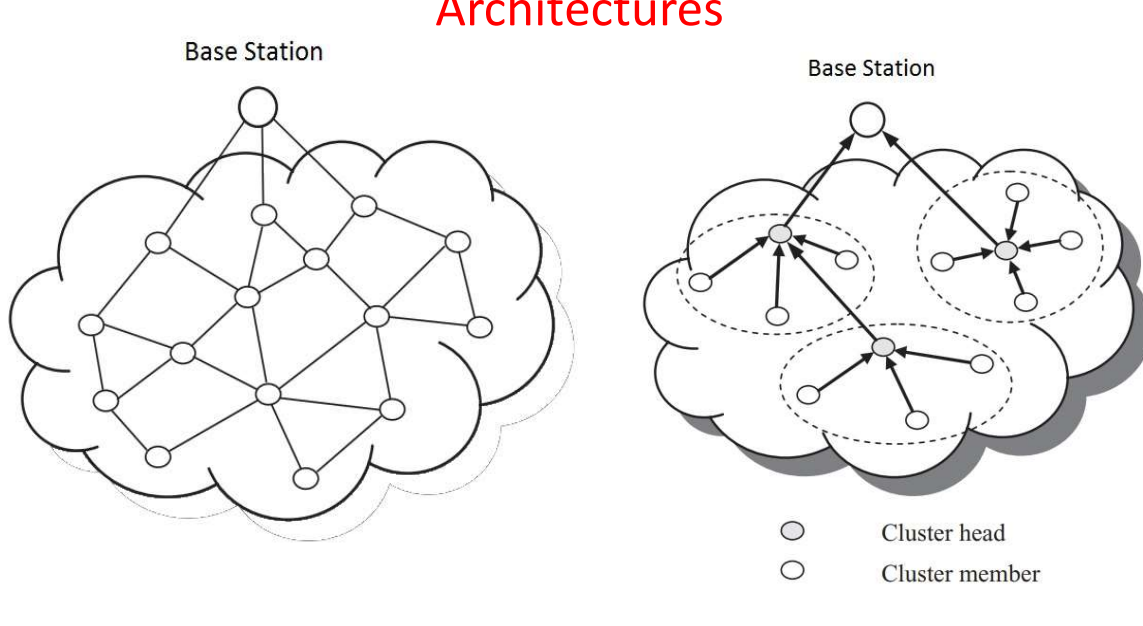 Architectures
Base Station
Base Station
Cluster head
Cluster member